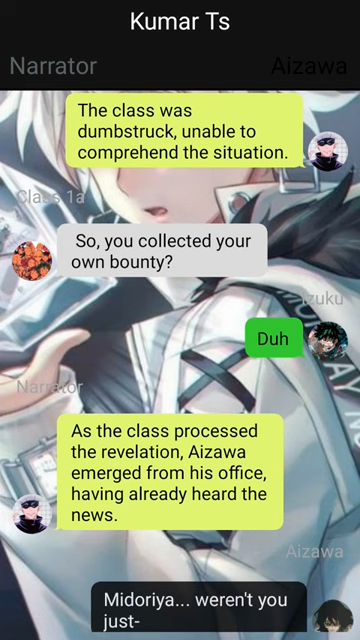 Kumar Ts
Narrator
Aizawa
The class was
dumbstruck, unable to
comprehend the situation.
Class 1a
So, you collected your
own bounty?
Izuku
Duh
Narrator
As the class processed
the revelation, Aizawa
emerged from his office,
having already heard the
news.
Aizawa
Midoriya... weren't you
just-